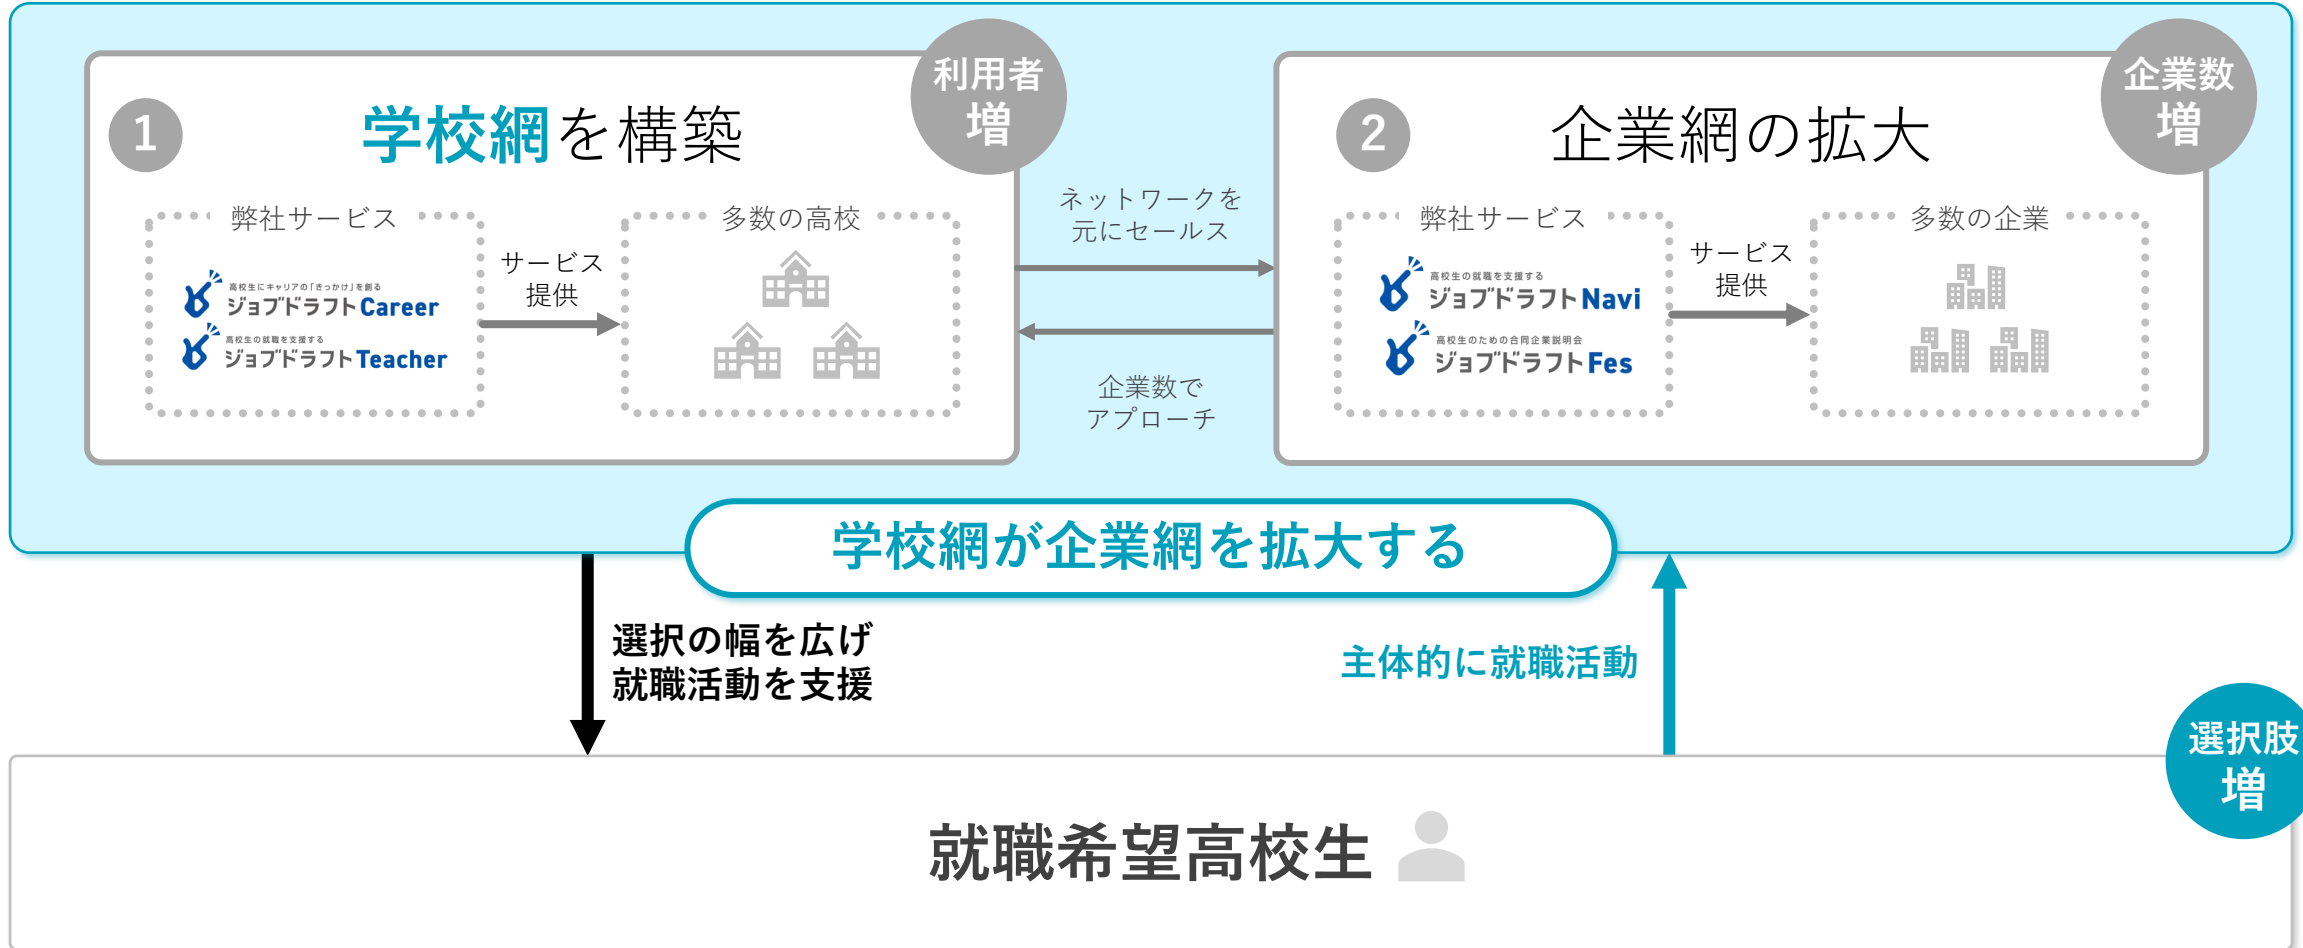 利用者
増
企業数
増
1
学校網を構築
2
企業網の拡大
弊社サービス
高校生にキャリアの「きっかけ」を創る
ジョブドラフトCareer
高校生の就職を支援する
ジョブドラフトTeacher
サービス
提供
多数の高校
ネットワークを
元にセールス
企業数で
アプローチ
弊社サービス
高校生の就職を支援する
ジョブドラフトNavi
高校生のための合同企業説明会
ジョブドラフトFes
サービス
提供
多数の企業
学校網が企業網を拡大する
選択の幅を広げ
就職活動を支援
主体的に就職活動
選択肢
増
就職希望高校生